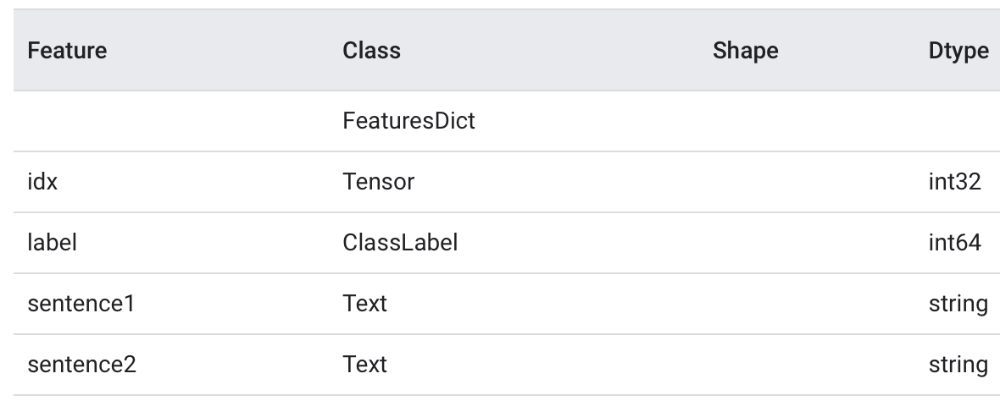 Feature Class Shape Dtype
FeaturesDict
idx Tensor int32
label ClassLabel int64
sentence1 Text string
sentence2 Text string